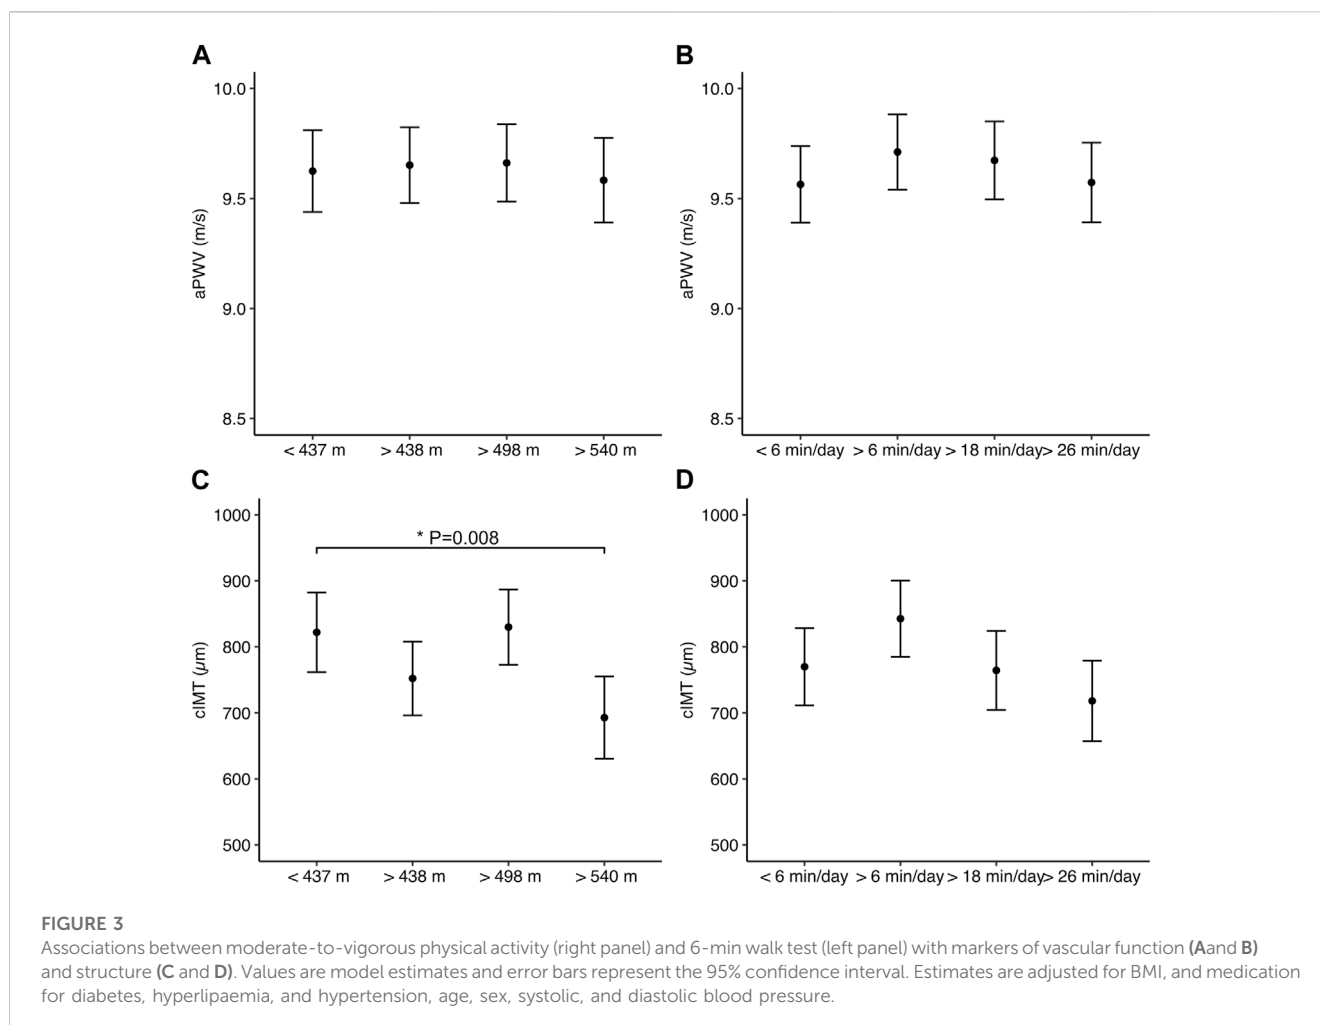 A
10.0
9.5
9.0
8.5
aPWV (m/s)
< 437 m > 438 m > 498 m > 540 m
B
10.0
9.5
9.0
8.5
aPWV (m/s)
< 6 min/day > 6 min/day > 18 min/day > 26 min/day
C
1000
900
800
700
600
500
cIMT (µm)
* P=0.008
< 437 m > 438 m > 498 m > 540 m
D
1000
900
800
700
600
500
cIMT (µm)
< 6 min/day > 6 min/day > 18 min/day > 26 min/day
FIGURE 3
Associations between moderate-to-vigorous physical activity (right panel) and 6-min walk test (left panel) with markers of vascular function (Aand B)
and structure (C and D). Values are model estimates and error bars represent the 95% confidence interval. Estimates are adjusted for BMI, and medication
for diabetes, hyperlipaemia, and hypertension, age, sex, systolic, and diastolic blood pressure.